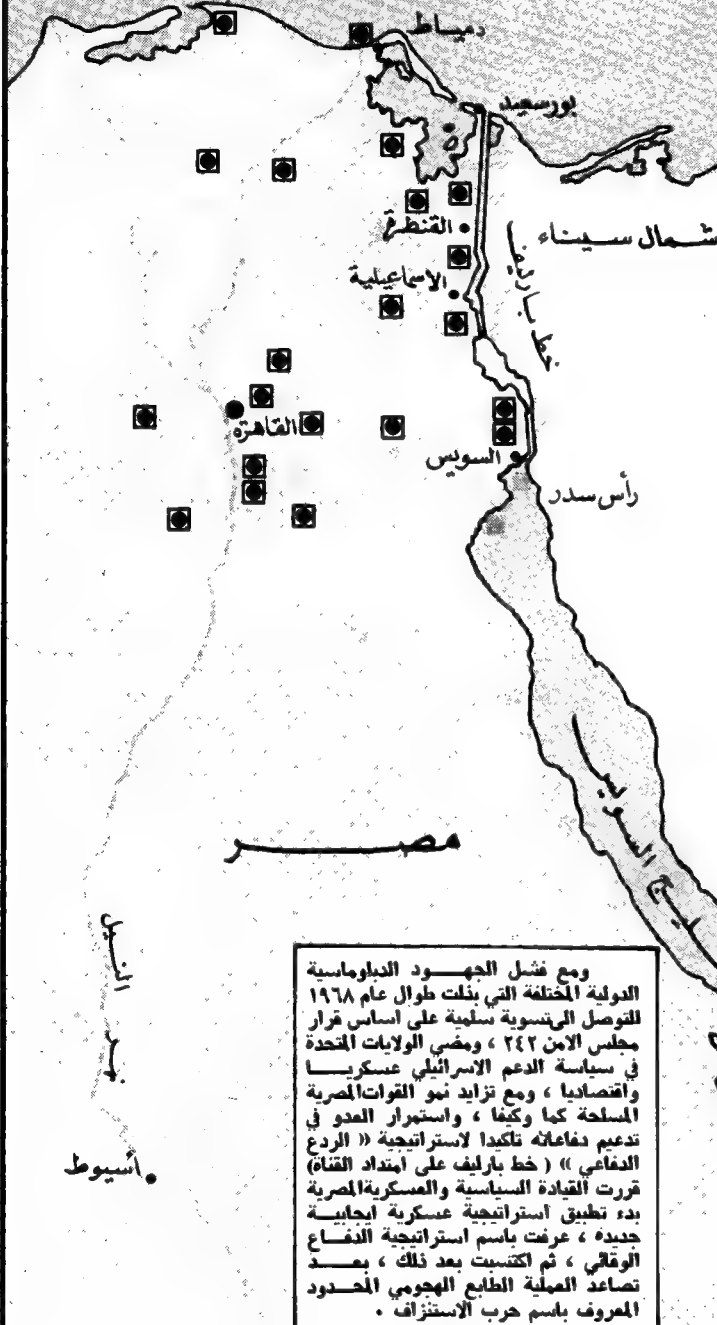 دمياط
بورسعيد
القنطرة
شمال سيناء
خط بارليف
الاسماعيلية
القاهرة
السويس
رأس سدر
خليج السويس
مصر
نهر النيل
أسيوط
ومع فشل الجهود الدبلوماسية
الدولية المختلفة التي بذلت طوال عام ١٩٦٨
للتوصل الى تسوية سلمية على اساس قرار
مجلس الامن ٢٤٢ ، ومضي الولايات المتحدة
في سياسة الدعم الاسرائيلي عسكريا
واقتصاديا ، ومع تزايد نمو القوات المصرية
المسلحة كما وكيفا ، واستمرار العدو في
تدعيم دفاعاته تأكيدا لاستراتيجية « الردع
الدفاعي » ( خط بارليف على امتداد القناة)
قررت القيادة السياسية والعسكرية المصرية
بدء تطبيق استراتيجية عسكرية ايجابية
جديدة ، عرفت باسم استراتيجية الدفاع
الوقائي ، ثم اكتسبت بعد ذلك ، بعد
تصاعد العملية الطابع الهجومي المحدود
المعروف باسم حرب الاستنزاف .